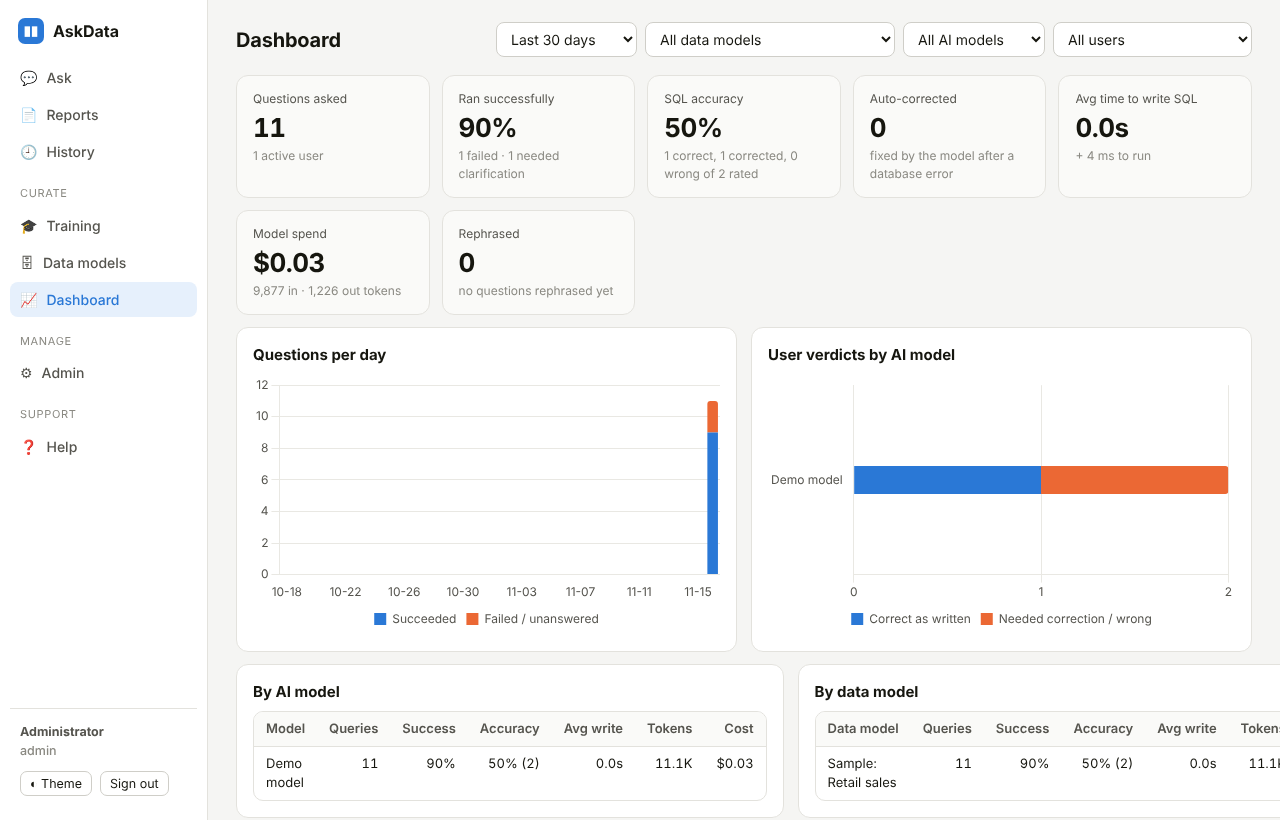 AskData
Ask
Reports
History
CURATE
Training
Data models
Dashboard
MANAGE
Admin
SUPPORT
Help
Administrator
admin
Theme
Sign out
Dashboard
Last 30 days
All data models
All AI models
All users
Questions asked
11
1 active user
Ran successfully
90%
1 failed · 1 needed
clarification
SQL accuracy
50%
1 correct, 1 corrected, 0
wrong of 2 rated
Auto-corrected
0
fixed by the model after a
database error
Avg time to write SQL
0.0s
+ 4 ms to run
Model spend
$0.03
9,877 in · 1,226 out tokens
Rephrased
0
no questions rephrased yet
Questions per day
12
10
8
6
4
2
0
10-18 10-22 10-26 10-30 11-03 11-07 11-11 11-15
Succeeded Failed / unanswered
User verdicts by AI model
Demo model
0 1 2
Correct as written Needed correction / wrong
By AI model
Model Queries Success Accuracy Avg write Tokens Cost
Demo 11 90% 50% (2) 0.0s 11.1K $0.03
model
By data model
Data model Queries Success Accuracy Avg write
Sample: 11 90% 50% (2) 0.0s
Retail sales